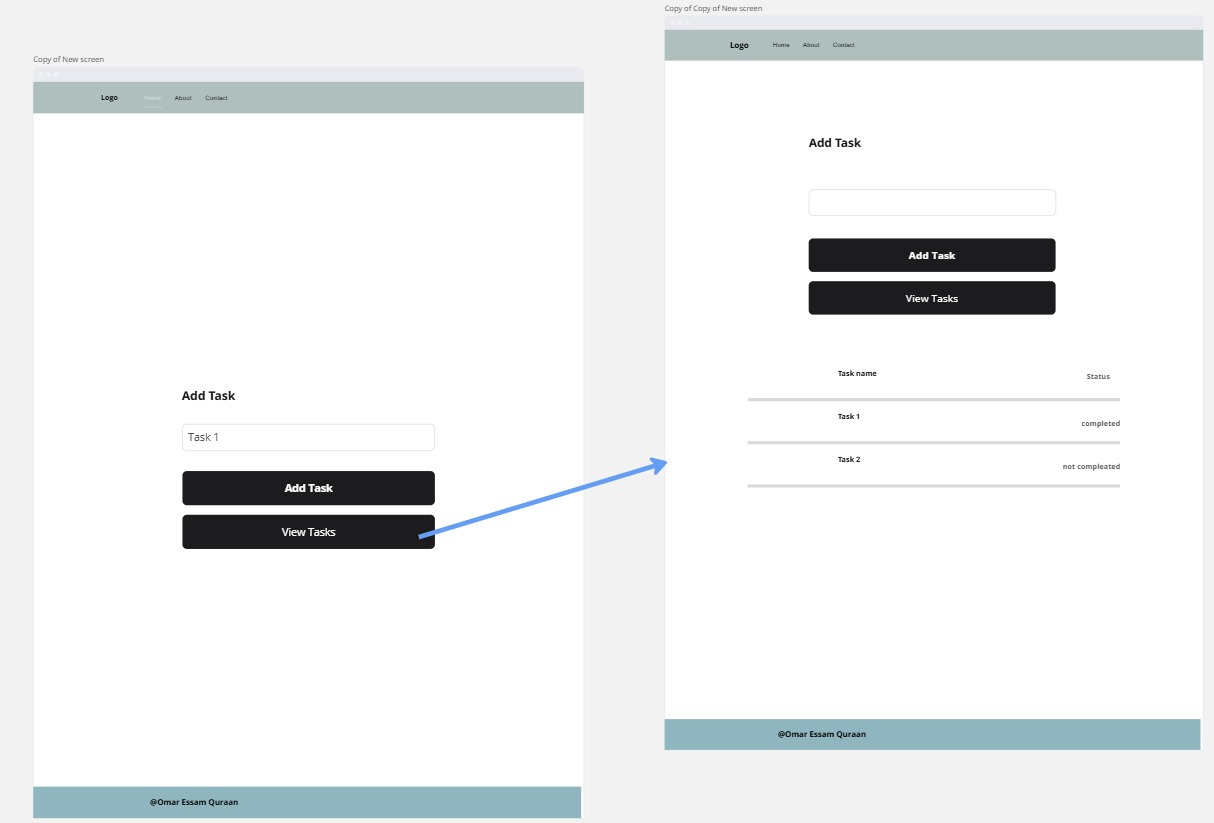 Copy of New screen
Logo Home About Contact
Add Task
Task 1
Add Task
View Tasks
@Omar Essam Quraan
Copy of Copy of New screen
Logo Home About Contact
Add Task
Add Task
View Tasks
Task name Status
Task 1 completed
Task 2 not compleated
@Omar Essam Quraan